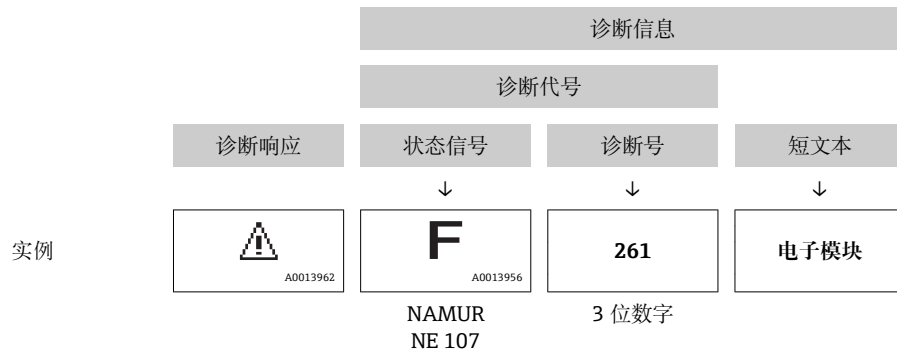 诊断信息
诊断代号
诊断响应 状态信号 诊断号 短文本
↓ ↓ ↓
实例 F 261 电子模块
A0013962 A0013956
NAMUR 3 位数字
NE 107